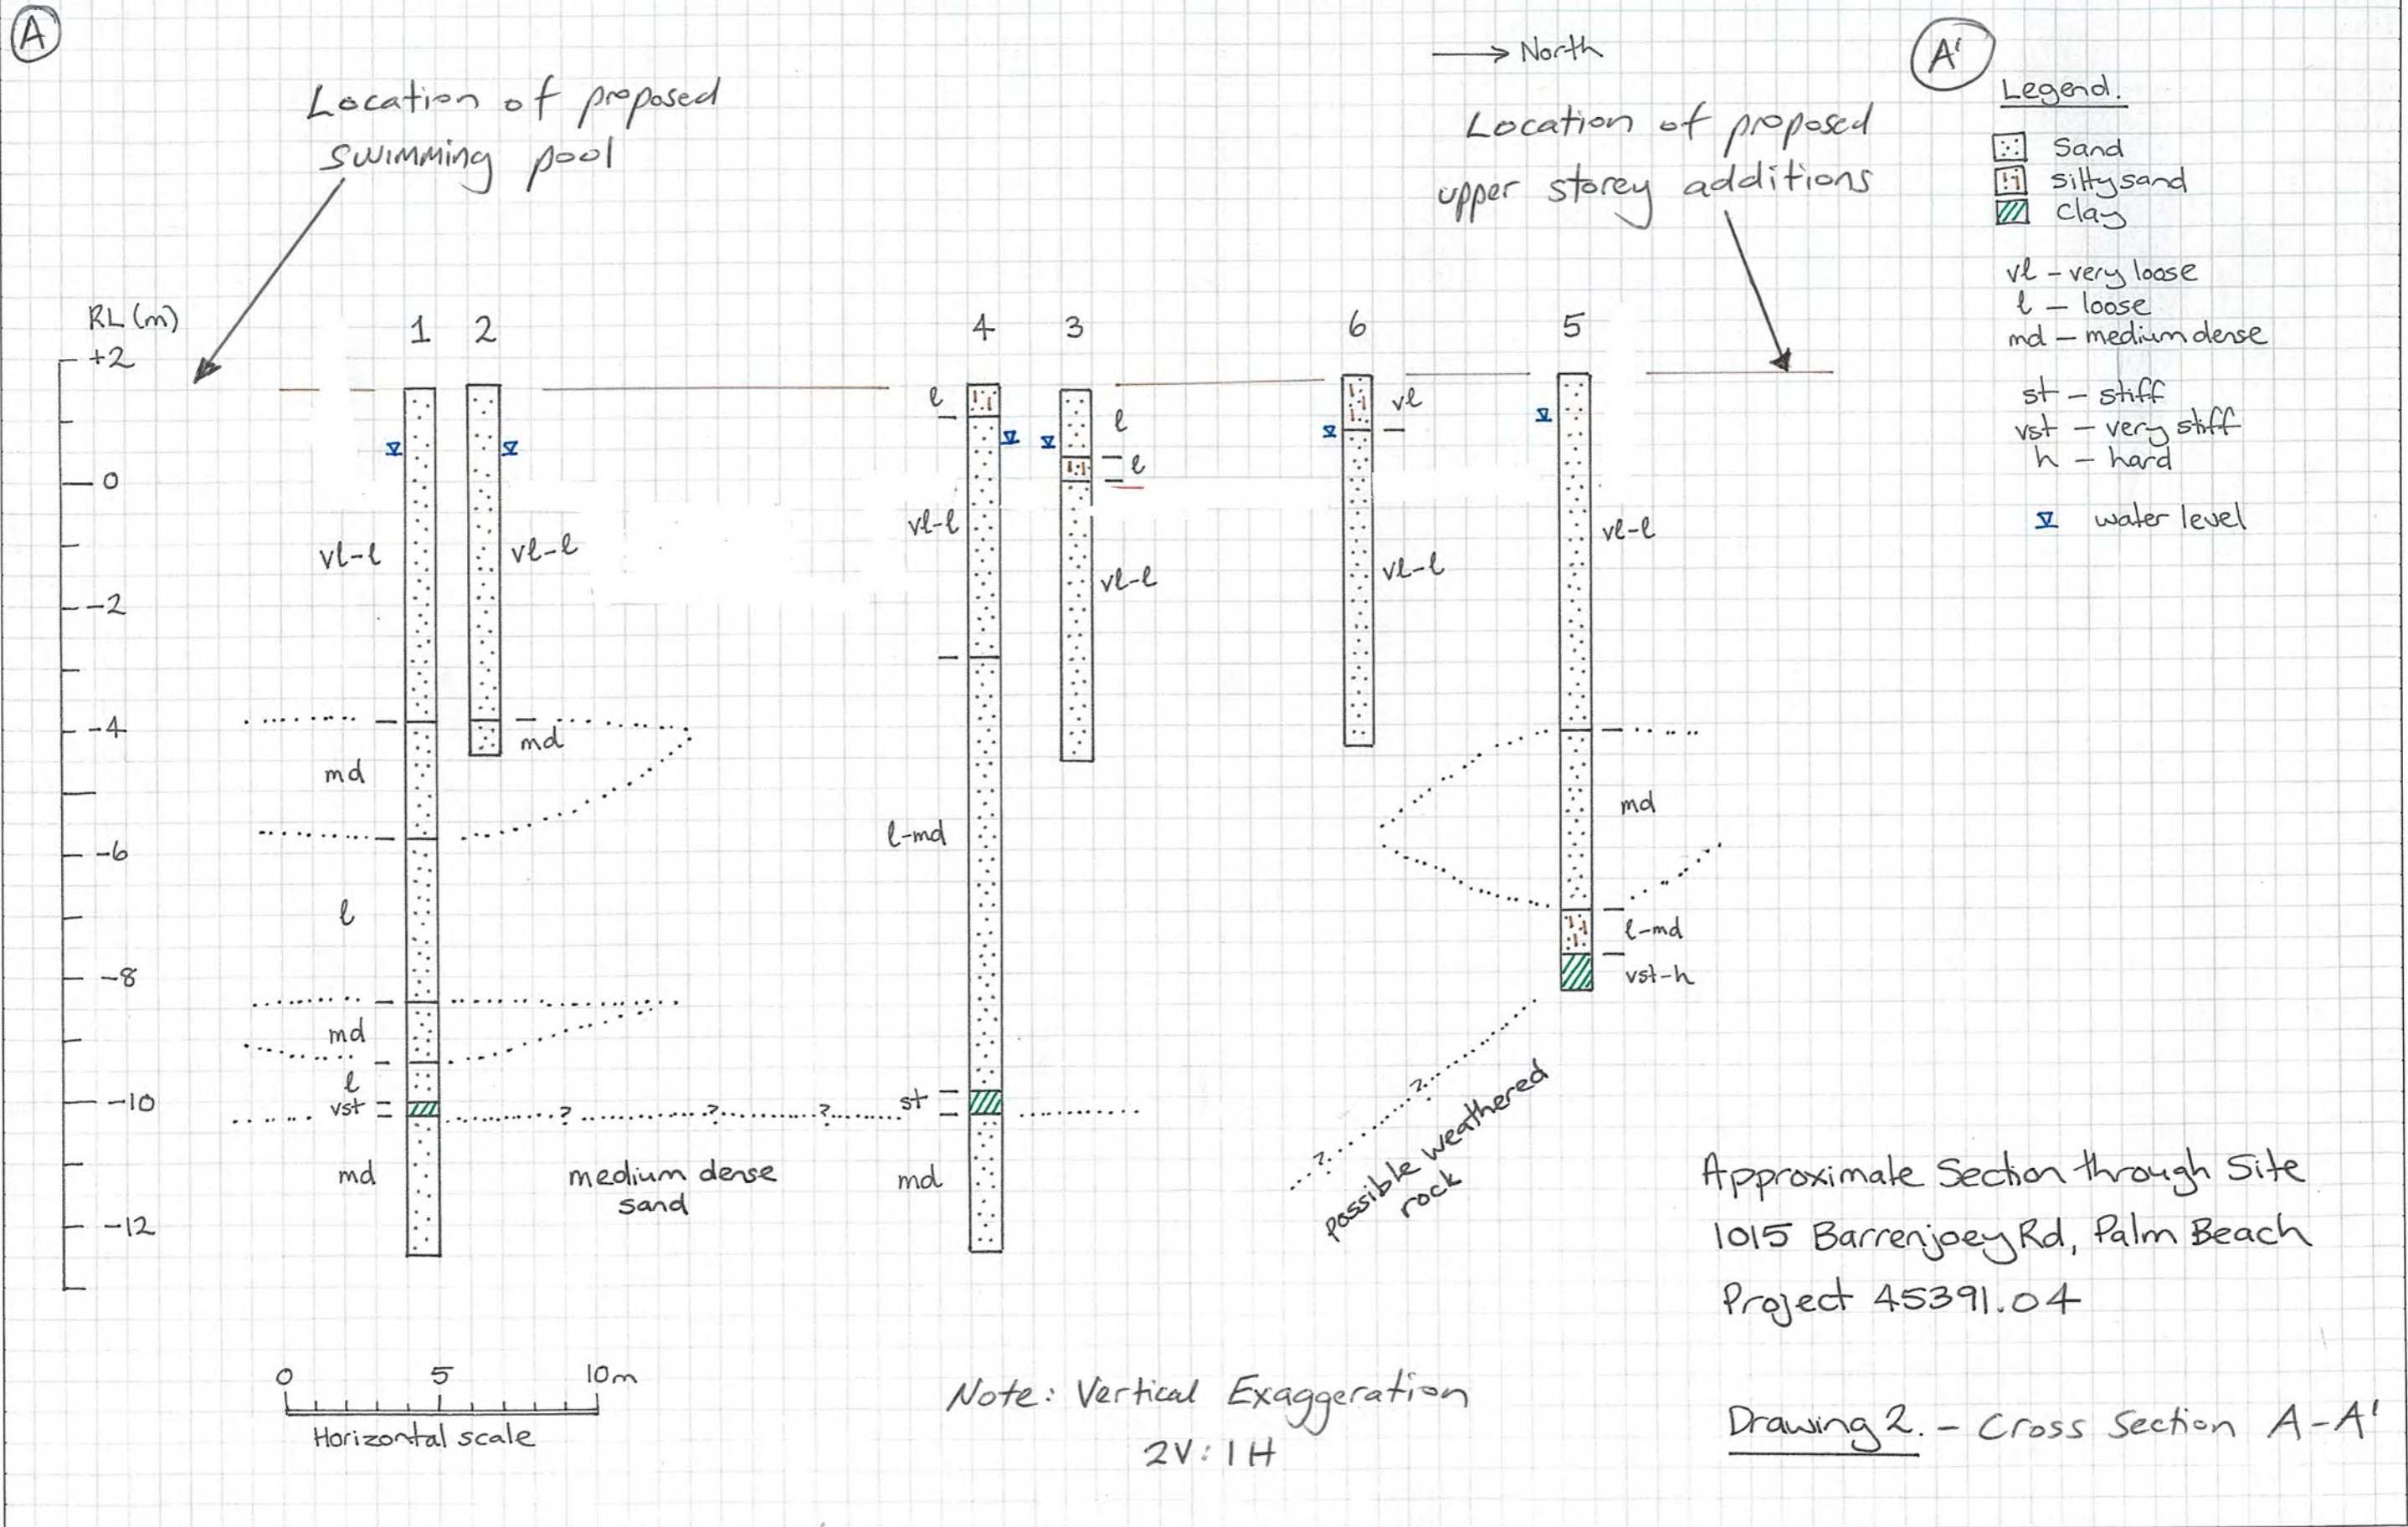 A
Location of proposed
swimming pool
→ North
Location of proposed
upper storey additions
A'
Legend.
Sand
silty sand
clay
vl – very loose
l – loose
md – medium dense
st – stiff
vst – very stiff
h – hard
water level
RL (m)
+2
0
-2
-4
-6
-8
-10
-12
1
2
4
3
6
5
vl-l
md
l
md
l
vst
md
vl-l
md
l
vl-l
l-md
st
md
l
l
vl-l
vl
vl-l
vl-l
md
l-md
vst-h
?
?
?
medium dense
sand
?
?
possible weathered
rock
0
5
10m
Horizontal scale
Note: Vertical Exaggeration
2V: 1H
Approximate Section through Site
1015 Barrenjoey Rd, Palm Beach
Project 45391.04
Drawing 2. – Cross Section A-A'